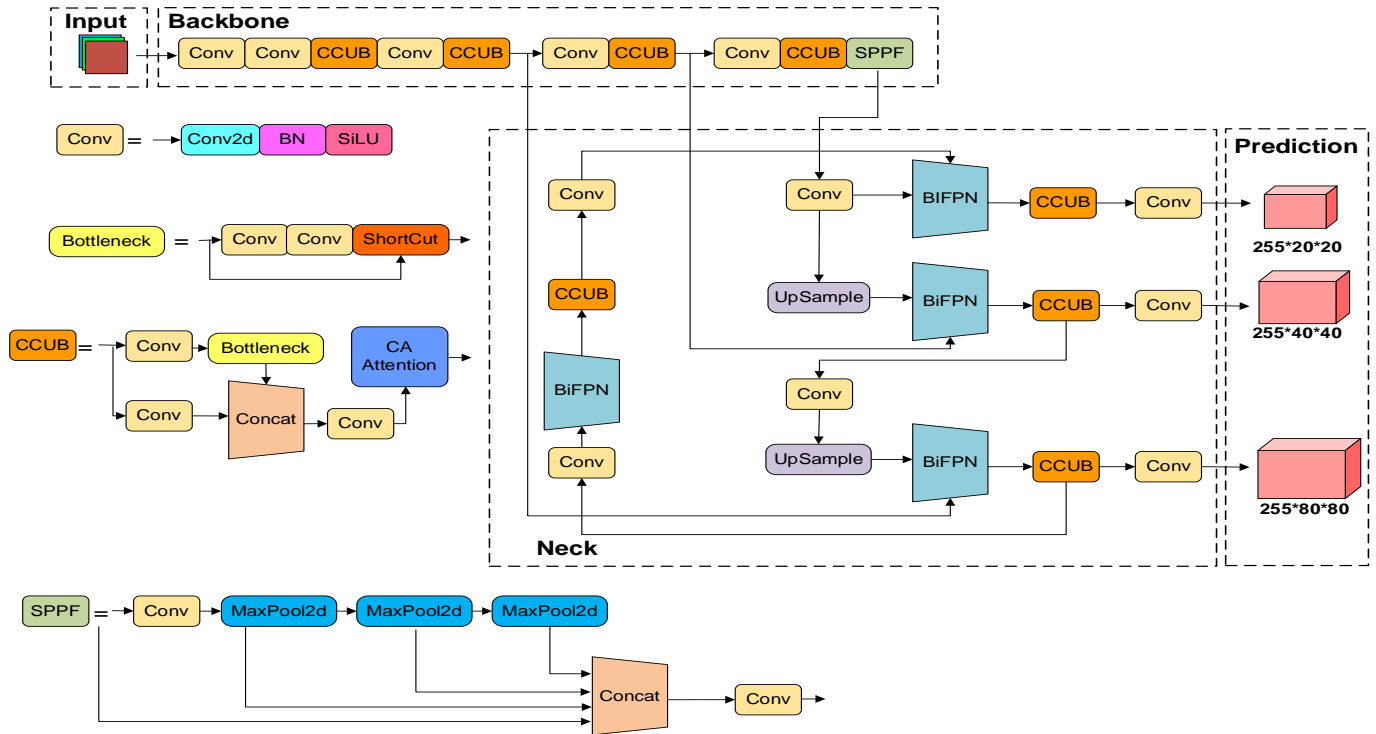 Input
Backbone
Conv Conv CCUB Conv CCUB Conv CCUB Conv CCUB SPPF
Conv = Conv2d BN SiLU
Bottleneck = Conv Conv ShortCut
CCUB = Conv Bottleneck
CA
Attention
Conv Concat Conv
SPPF = Conv MaxPool2d MaxPool2d MaxPool2d
Concat Conv
Neck
Conv
CCUB
BiFPN
Conv
Conv BIFPN CCUB Conv
UpSample BiFPN CCUB Conv
Conv
UpSample BiFPN CCUB Conv
Prediction
255*20*20
255*40*40
255*80*80